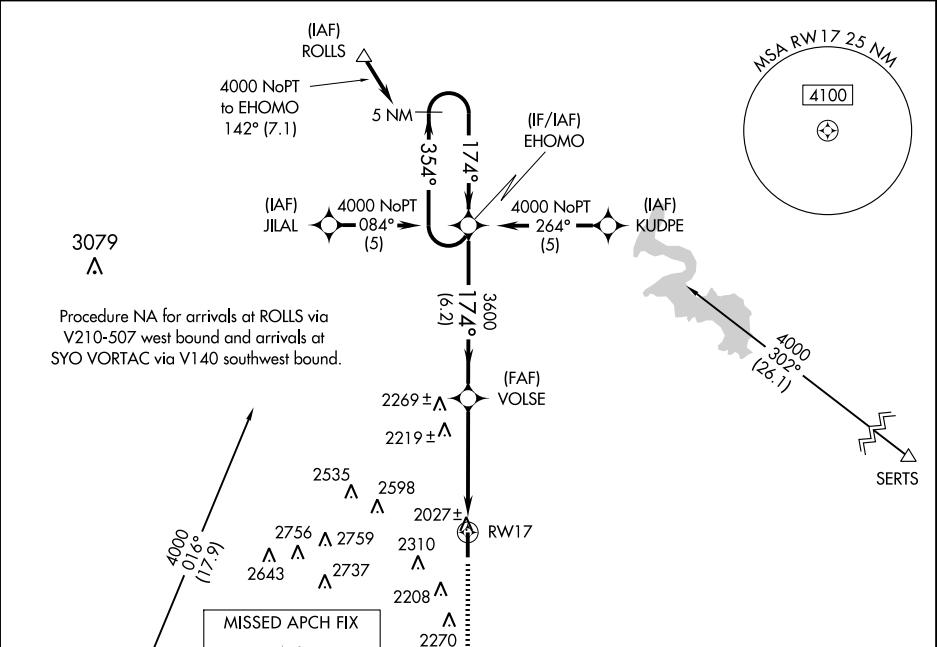 (IAF)
ROLLS
4000 NoPT
to EHOMO
142° (7.1)
5 NM
354°
174°
(IF/IAF)
EHOMO
MSA RW17 25 NM
4100
(IAF)
JILAL
4000 NoPT
084°
(5)
4000 NoPT
264°
(5)
(IAF)
KUDPE
3079
Procedure NA for arrivals at ROLLS via
V210-507 west bound and arrivals at
SYO VORTAC via V140 southwest bound.
3600
174°
(6.2)
4000
302°
(26.1)
SERTS
(FAF)
VOLSE
2269 ±
2219 ±
2535
2598
2027 ±
RW17
2756
2759
2310
2643
2737
2208
2270
4000
016°
(17.9)
MISSED APCH FIX